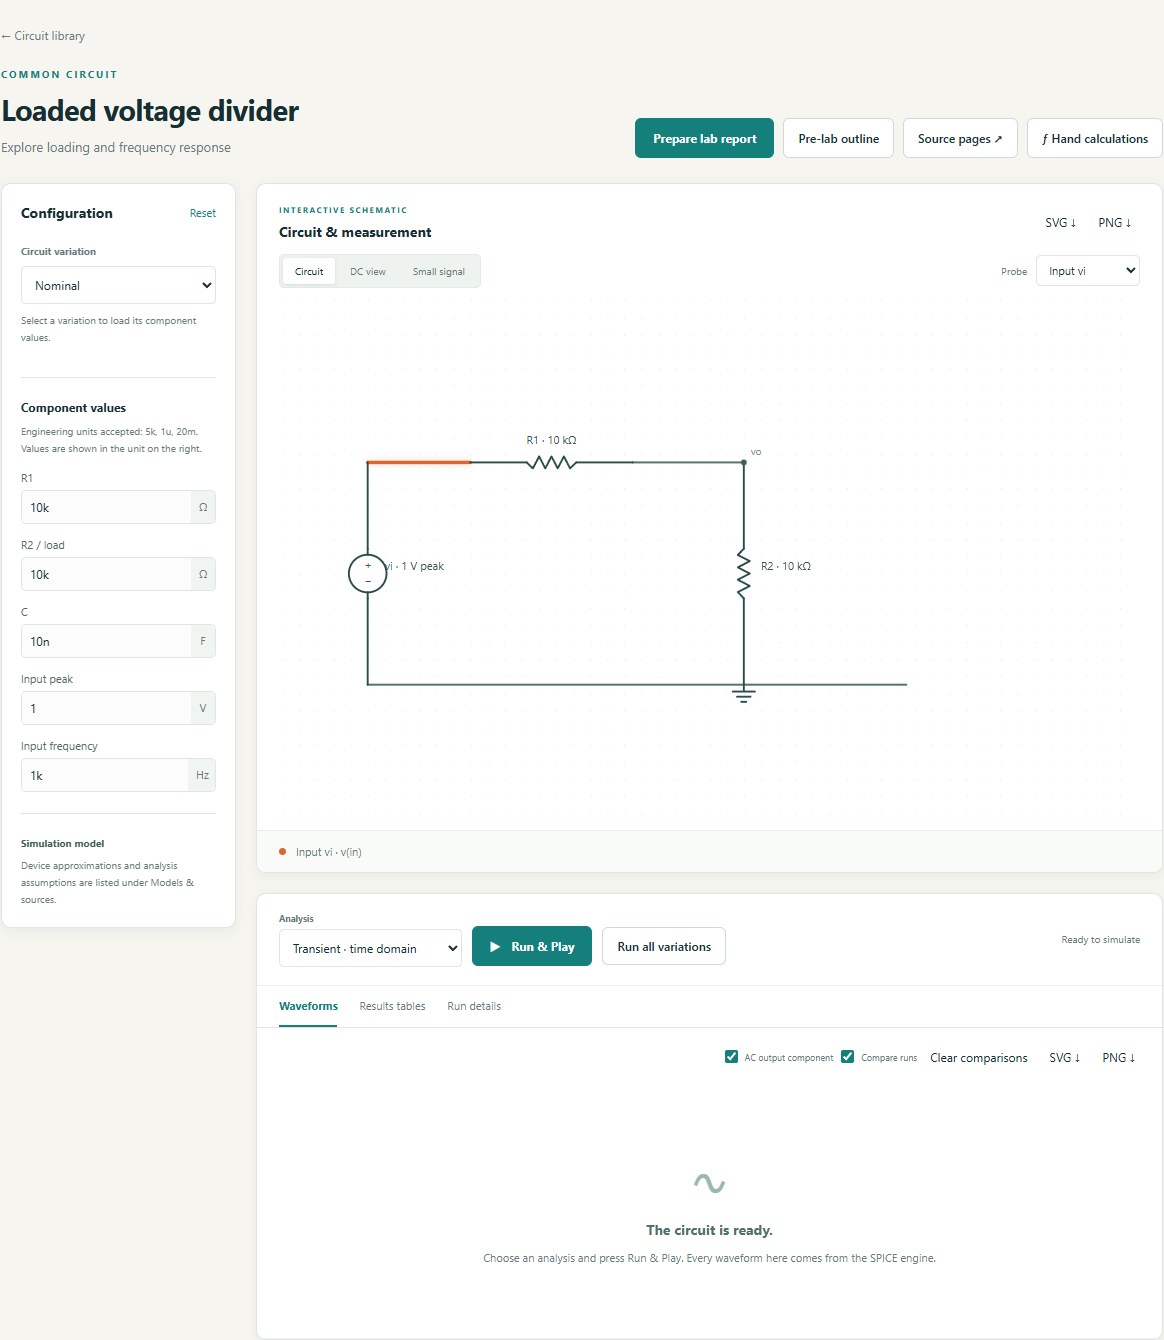 ← Circuit library
COMMON CIRCUIT
Loaded voltage divider
Explore loading and frequency response
Prepare lab report
Pre-lab outline
Source pages ↗
ƒ Hand calculations
Configuration
Reset
Circuit variation
Nominal
Select a variation to load its component
values.
Component values
Engineering units accepted: 5k, 1u, 20m.
Values are shown in the unit on the right.
R1
10k Ω
R2 / load
10k Ω
C
10n F
Input peak
1 V
Input frequency
1k Hz
Simulation model
Device approximations and analysis
assumptions are listed under Models &
sources.
INTERACTIVE SCHEMATIC
Circuit & measurement
SVG ↓
PNG ↓
Circuit
DC view
Small signal
Probe
Input vi
R1 · 10 kΩ
vo
+
−
vi · 1 V peak
R2 · 10 kΩ
Input vi · v(in)
Analysis
Transient · time domain
▶ Run & Play
Run all variations
Ready to simulate
Waveforms
Results tables
Run details
AC output component
Compare runs
Clear comparisons
SVG ↓
PNG ↓
The circuit is ready.
Choose an analysis and press Run & Play. Every waveform here comes from the SPICE engine.